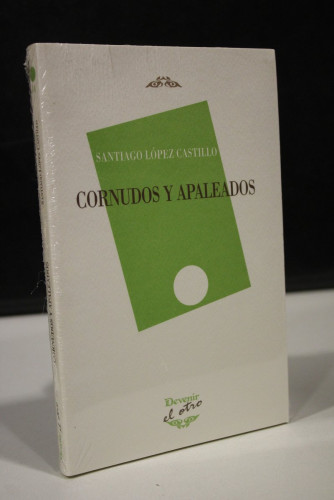 SANTIAGO LÓPEZ CASTILLO
CORNUDOS Y APALEADOS
Devenir
el otro